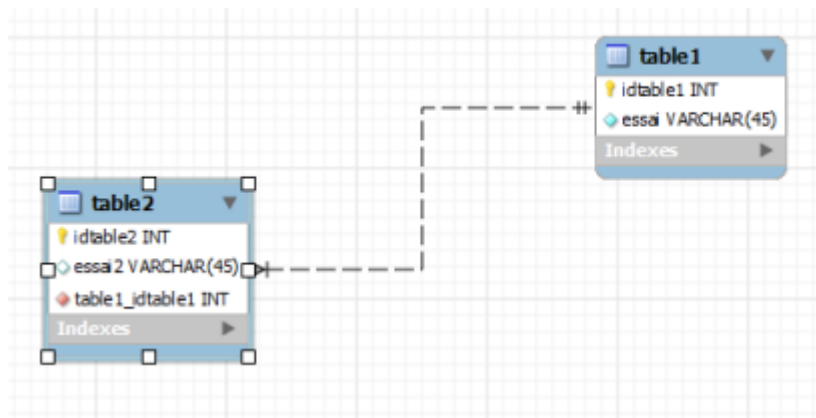 table1
idtable1 INT
essai VARCHAR(45)
Indexes
table2
idtable2 INT
essai2 VARCHAR(45)
table1_idtable1 INT
Indexes